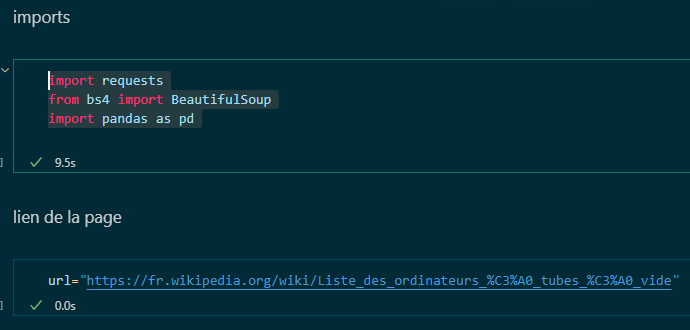 imports
import requests
from bs4 import BeautifulSoup
import pandas as pd
] ✓ 9.5s
lien de la page
url="https://fr.wikipedia.org/wiki/Liste_des_ordinateurs_%C3%A0_tubes_%C3%A0_vide"
] ✓ 0.0s